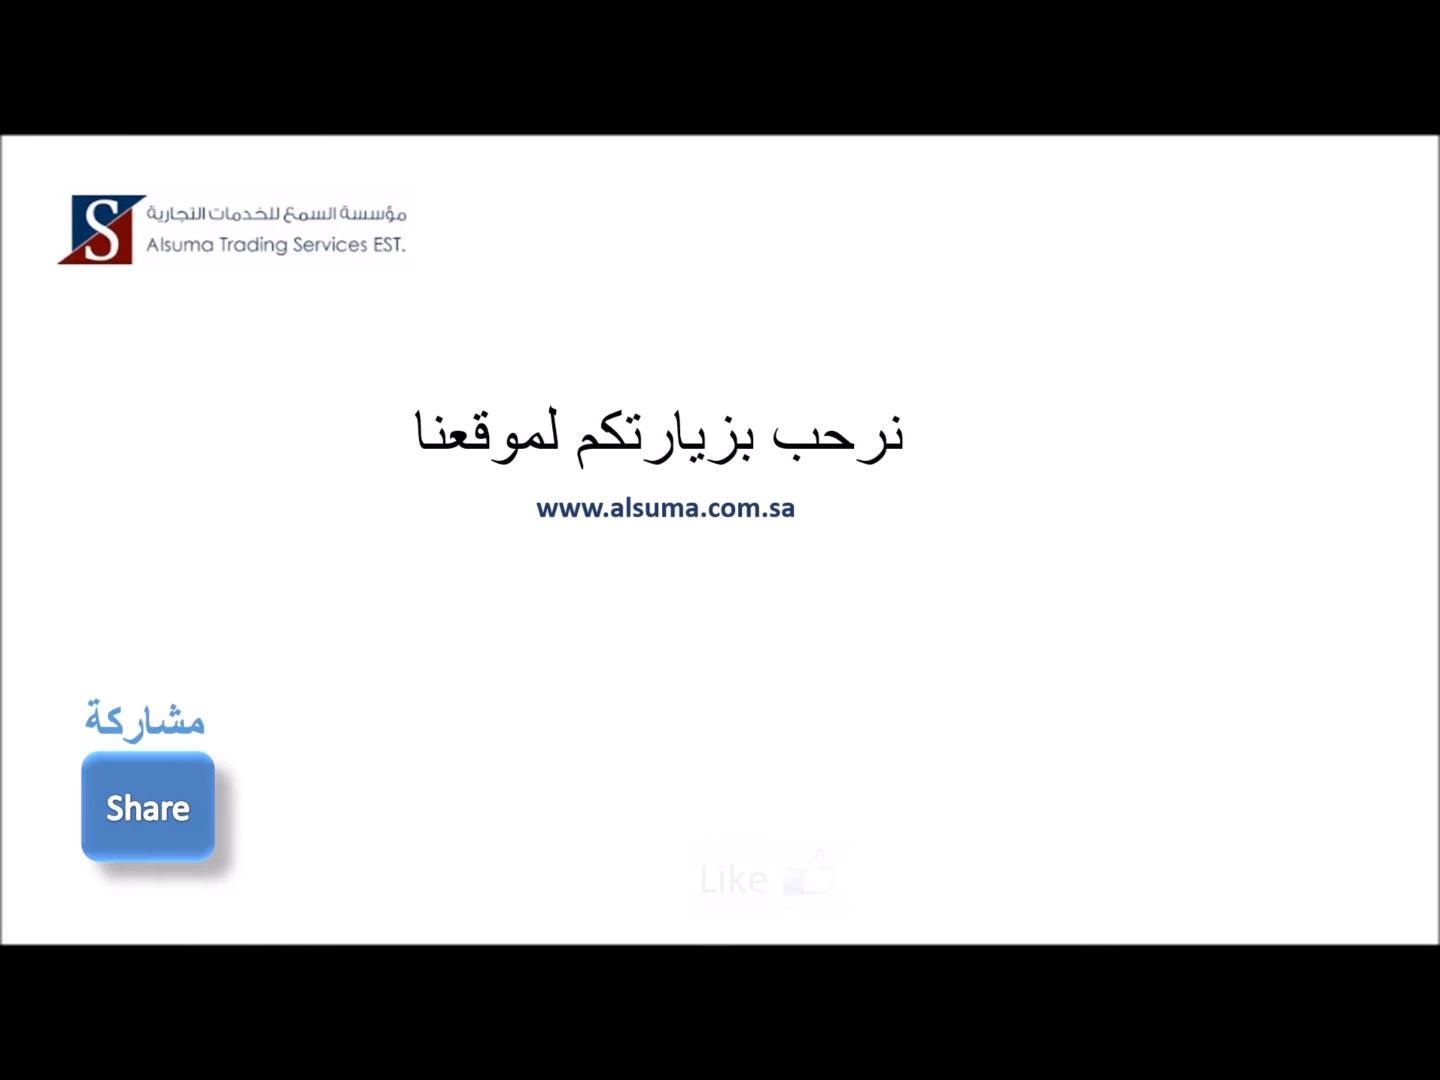 مؤسسة السمع للخدمات التجارية
Alsuma Trading Services EST.
نرحب بزيارتكم لموقعنا
www.alsuma.com.sa
مشاركة
Share
Like